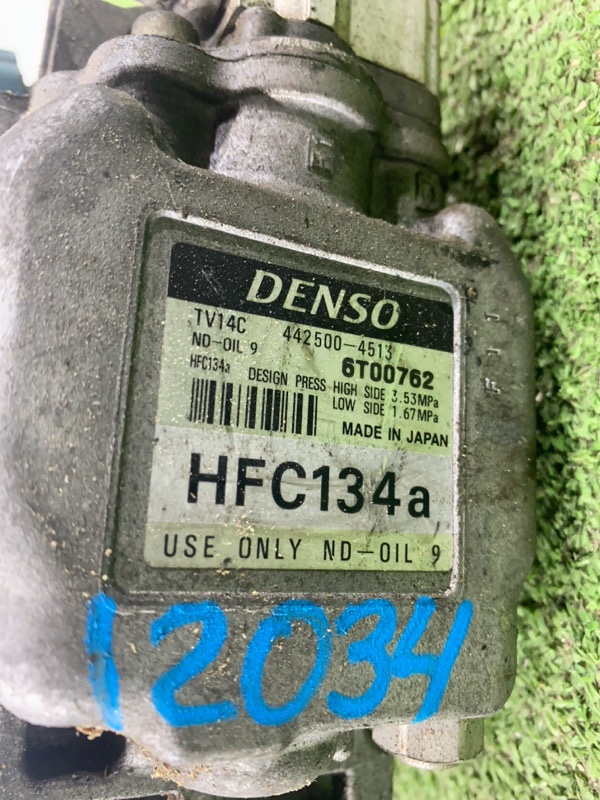 DENSO
TV14C 442500-4513
ND-OIL 9 6T00762
HFC134a DESIGN PRESS HIGH SIDE 3.53MPa
LOW SIDE 1.67MPa
MADE IN JAPAN
HFC134a
USE ONLY ND-OIL 9
F11
12034